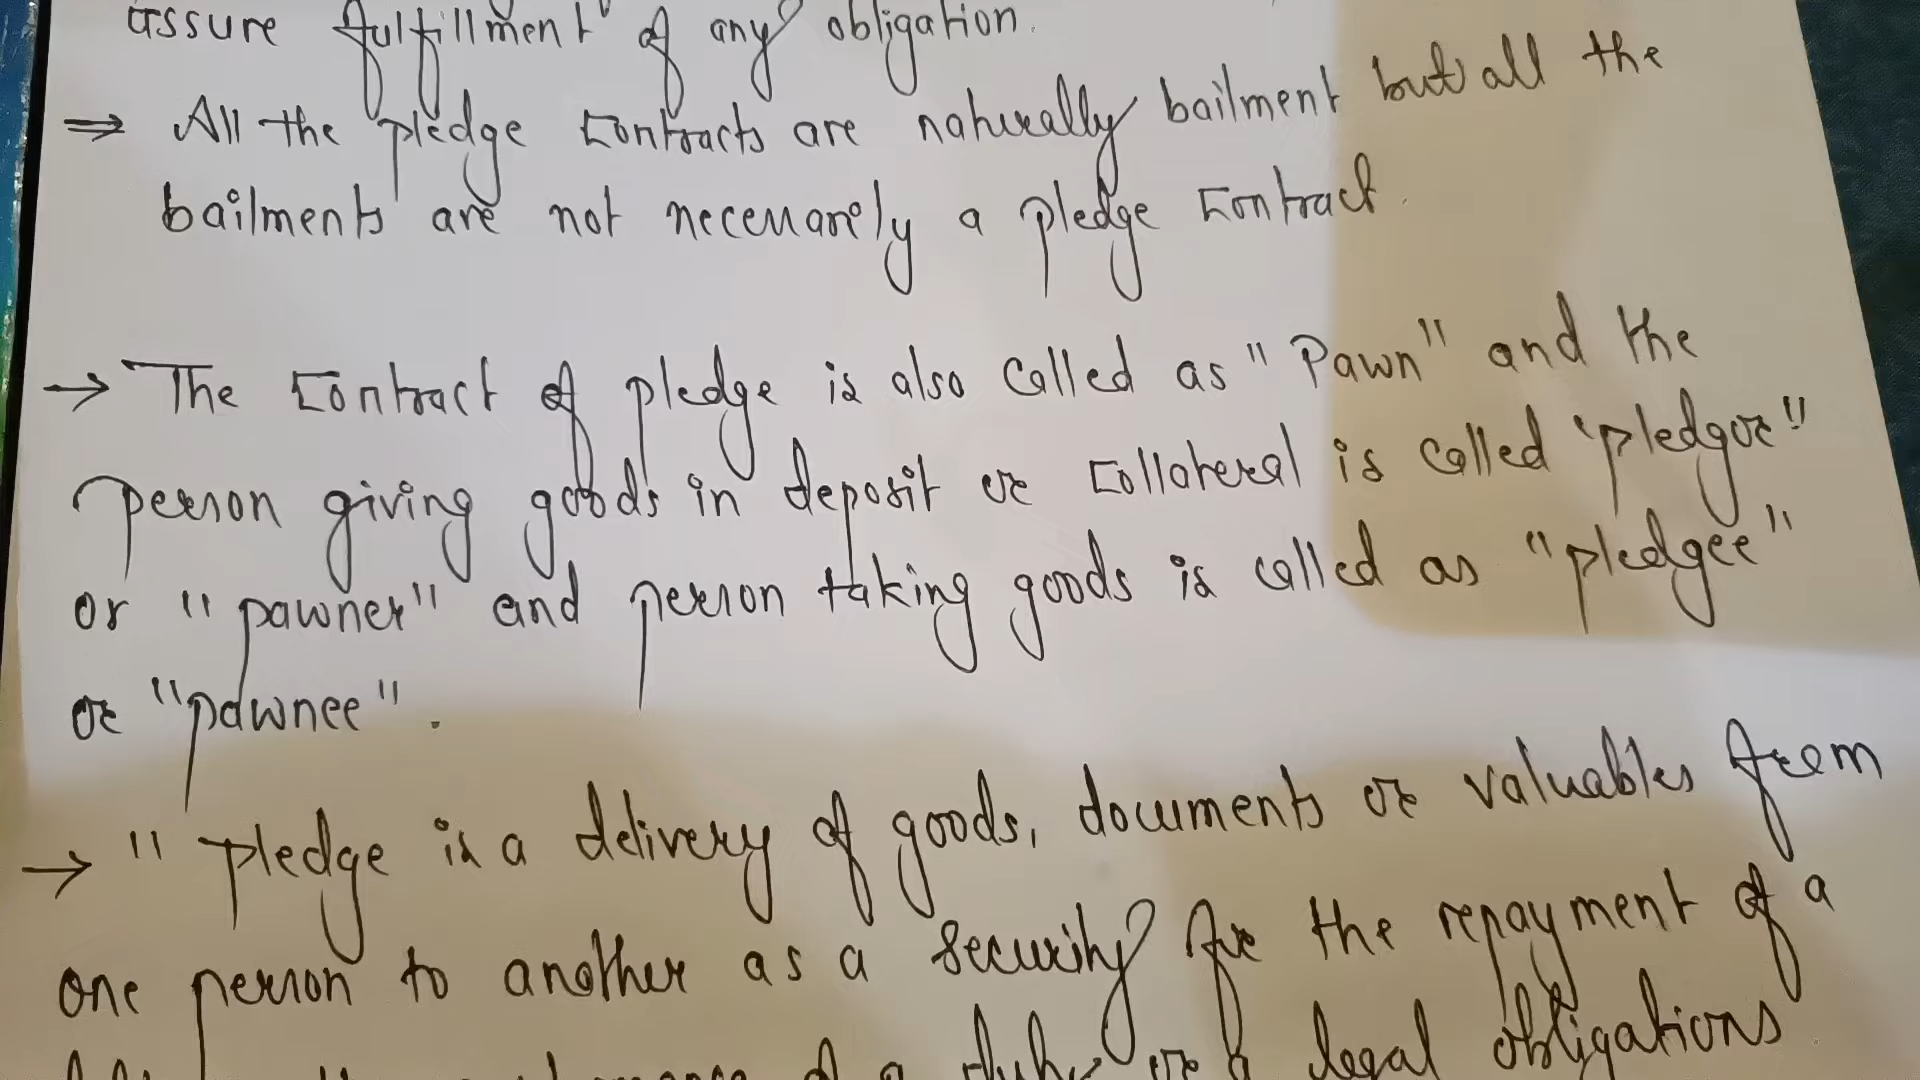 assure fulfillment of any obligation.
⇒ All the pledge contracts are naturally bailment but all the
bailments are not necessarily a pledge contract.
→ The contract of pledge is also called as "Pawn" and the
person giving goods in deposit or collateral is called 'pledgor"
or "pawner" and person taking goods is called as "pledgee"
or "pawnee".
→ "pledge is a delivery of goods, documents or valuables from
one person to another as a security for the repayment of a
of a duty or a legal obligations